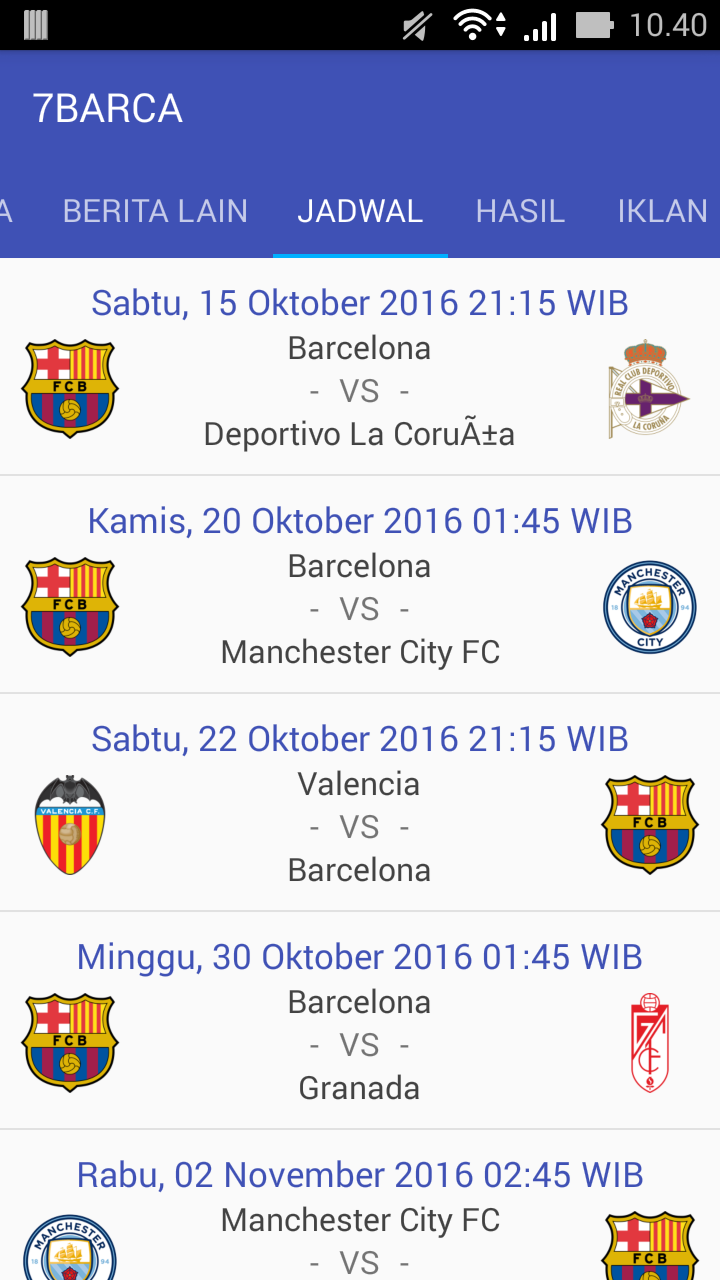 10.40
7BARCA
A BERITA LAIN JADWAL HASIL IKLAN
Sabtu, 15 Oktober 2016 21:15 WIB
Barcelona
- VS -
Deportivo La CoruÃ±a
FCB
REAL CLUB DEPORTIVO
LA CORUÑA
Kamis, 20 Oktober 2016 01:45 WIB
Barcelona
- VS -
Manchester City FC
FCB
MANCHESTER
18 94
CITY
Sabtu, 22 Oktober 2016 21:15 WIB
Valencia
- VS -
Barcelona
VALENCIA C.F.
FCB
Minggu, 30 Oktober 2016 01:45 WIB
Barcelona
- VS -
Granada
FCB
Rabu, 02 November 2016 02:45 WIB
Manchester City FC
- VS -
MANCHESTER
18 94
FCB